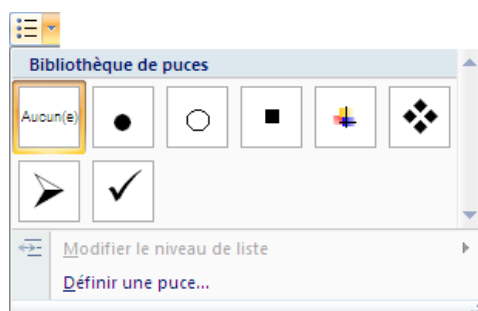 Bibliothèque de puces
Aucun(e)
Modifier le niveau de liste
Définir une puce...